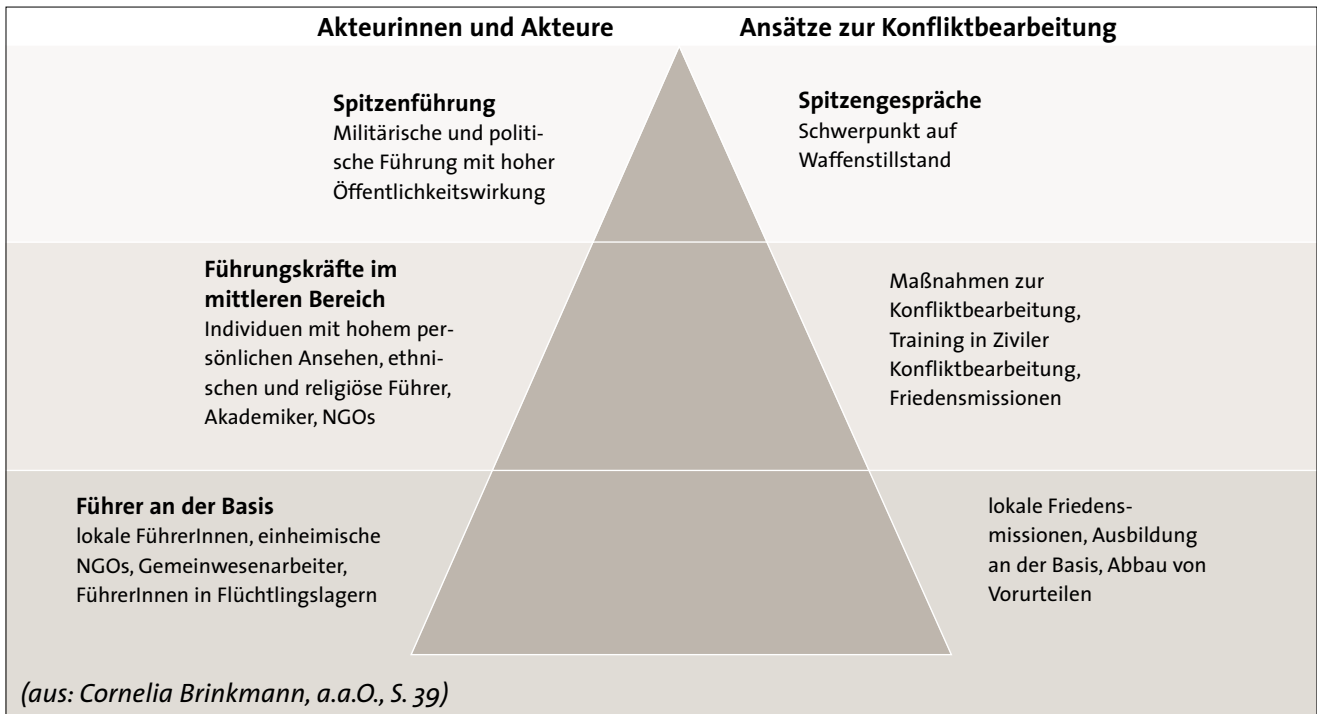 Akteurinnen und Akteure
Ansätze zur Konfliktbearbeitung
Spitzenführung
Militärische und politi-
sche Führung mit hoher
Öffentlichkeitswirkung
Spitzengespräche
Schwerpunkt auf
Waffenstillstand
Führungskräfte im
mittleren Bereich
Individuen mit hohem per-
sönlichen Ansehen, ethni-
schen und religiöse Führer,
Akademiker, NGOs
Maßnahmen zur
Konfliktbearbeitung,
Training in Ziviler
Konfliktbearbeitung,
Friedensmissionen
Führer an der Basis
lokale FührerInnen, einheimische
NGOs, Gemeinwesenarbeiter,
FührerInnen in Flüchtlingslagern
lokale Friedens-
missionen, Ausbildung
an der Basis, Abbau von
Vorurteilen
(aus: Cornelia Brinkmann, a.a.O., S. 39)